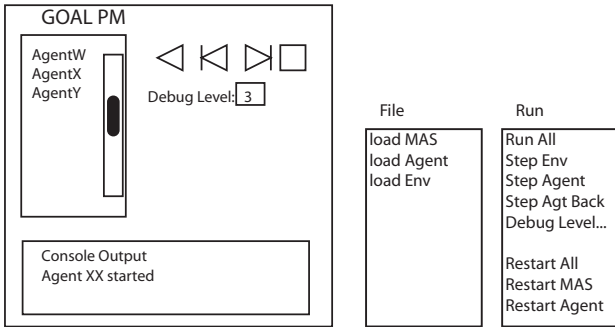 GOAL PM
AgentW
AgentX
AgentY
Debug Level: 3
Console Output
Agent XX started
File
load MAS
load Agent
load Env
Run
Run All
Step Env
Step Agent
Step Agt Back
Debug Level...
Restart All
Restart MAS
Restart Agent